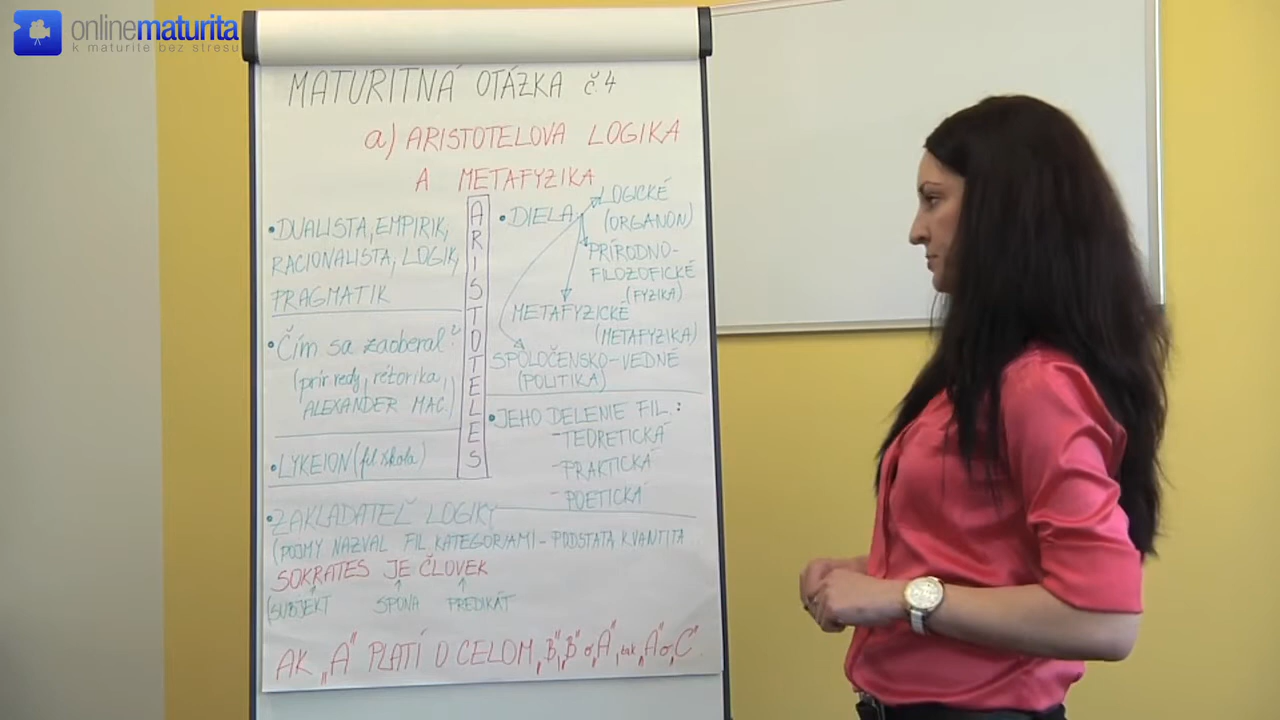 onlinematurita
k maturite bez stresu
MATURITNÁ OTÁZKA č.4
a) ARISTOTELOVA LOGIKA
A METAFYZIKA
ARISTOTELES
• DUALISTA, EMPIRIK,
RACIONALISTA, LOGIK,
PRAGMATIK
• Čím sa zaoberal?
(prír. vedy, rétorika,
ALEXANDER MAC.)
• LYKEION (fil. škola)
• DIELA
LOGICKÉ
(ORGANON)
PRÍRODNO-
FILOZOFICKÉ
(FYZIKA)
METAFYZICKÉ
(METAFYZIKA)
SPOLOČENSKO-VEDNÉ
(POLITIKA)
• JEHO DELENIE FIL.:
- TEORETICKÁ
- PRAKTICKÁ
- POETICKÁ
• ZAKLADATEĽ LOGIKY
(POJMY NAZVAL FIL. KATEGÓRIAMI) - PODSTATA, KVANTITA
SOKRATES JE ČLOVEK
(SUBJEKT SPONA PREDIKÁT
AK „A" PLATÍ O CELOM „B", „B" o „